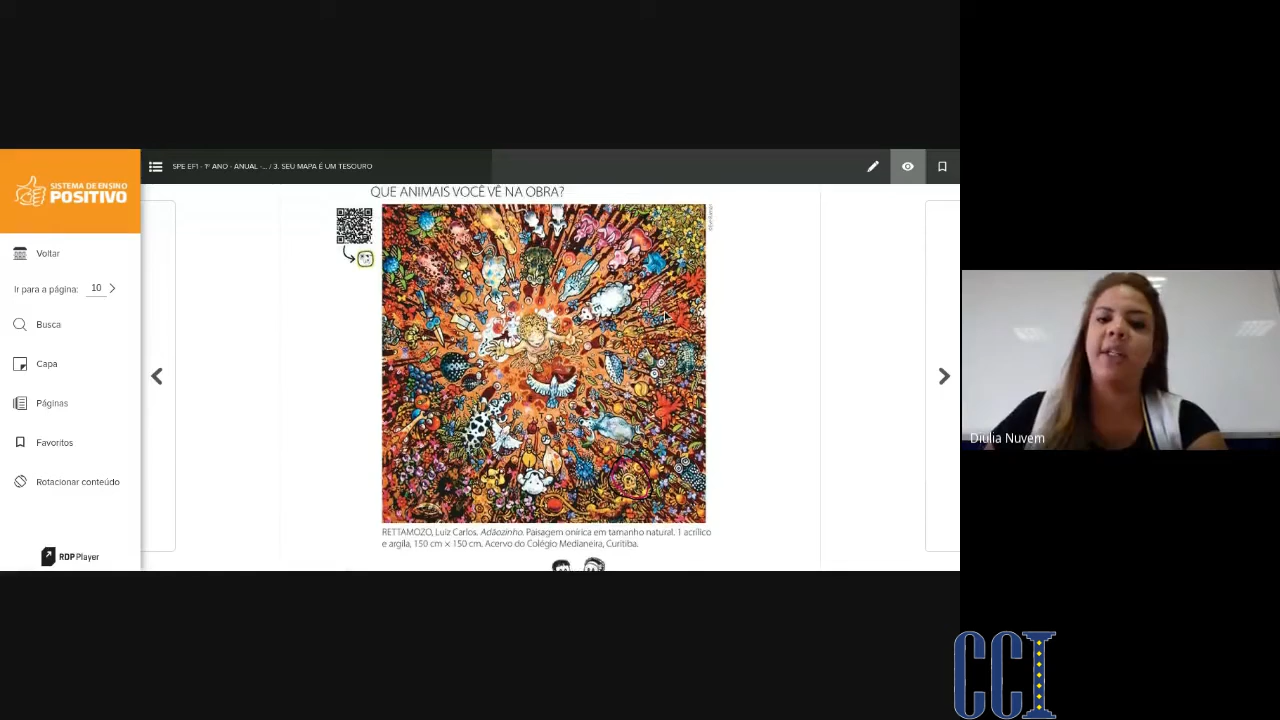 SPE EF1 - 1º ANO - ANUAL -... / 3. SEU MAPA É UM TESOURO
SISTEMA DE ENSINO
POSITIVO
Voltar
Ir para a página: 10
Busca
Capa
Páginas
Favoritos
Rotacionar conteúdo
RDP Player
QUE ANIMAIS VOCÊ VÊ NA OBRA?
RETTAMOZO, Luiz Carlos. Adãozinho. Paisagem onírica em tamanho natural. 1 acrílico
e argila, 150 cm × 150 cm. Acervo do Colégio Medianeira, Curitiba.
Diulia Nuvem
CCI